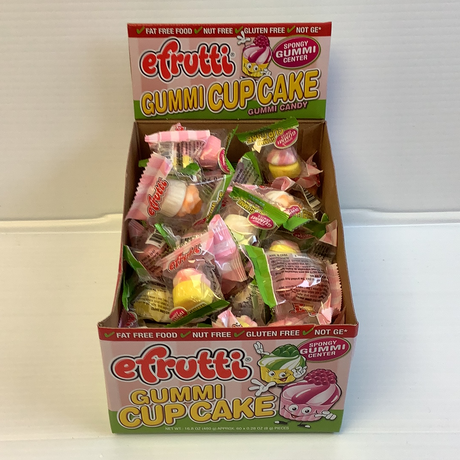 ✓FAT FREE FOOD ✓NUT FREE ✓GLUTEN FREE ✓NOT GE*
efrutti
SPONGY
GUMMI
CENTER
GUMMI CUP CAKE
GUMMI CANDY
efrutti
efrutti
✓FAT FREE FOOD ✓NUT FREE ✓GLUTEN FREE ✓NOT GE*
efrutti
SPONGY
GUMMI
CENTER
GUMMI
CUP CAKE